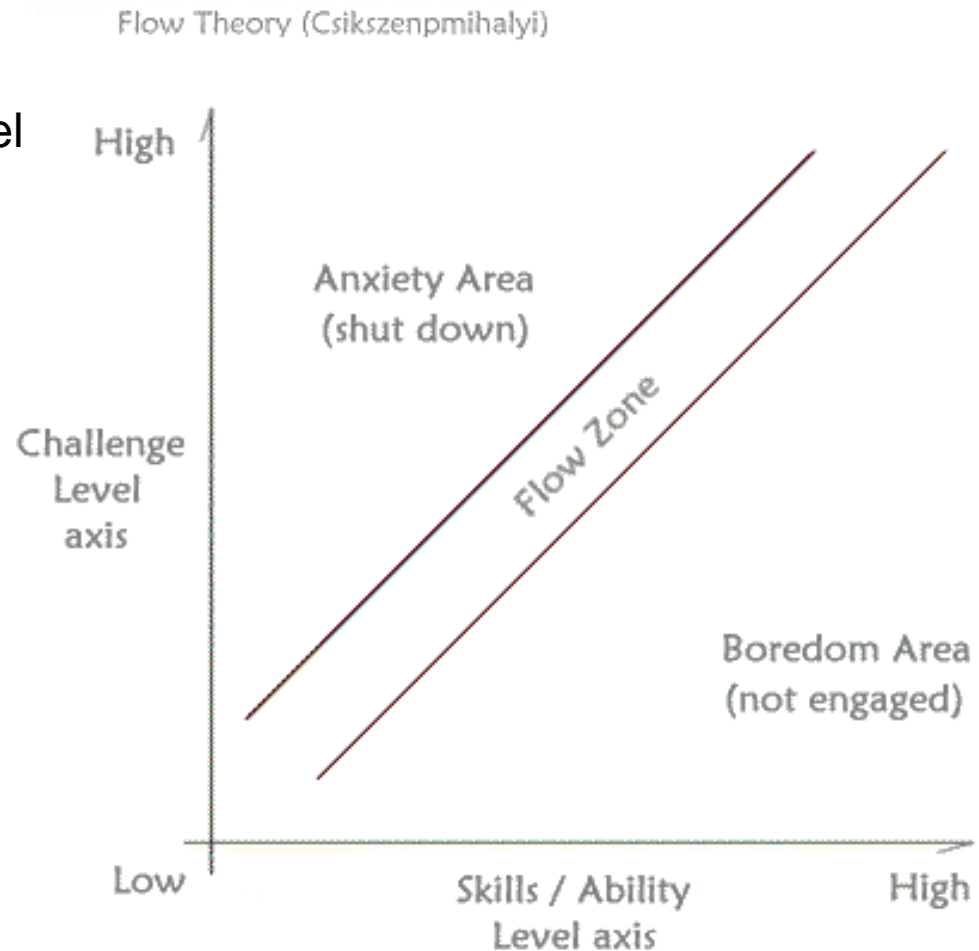 Flow Theory (Csikszenpmihalyi)
el
High
Anxiety Area
(shut down)
Flow Zone
Challenge
Level
axis
Boredom Area
(not engaged)
Low
Skills / Ability
Level axis
High